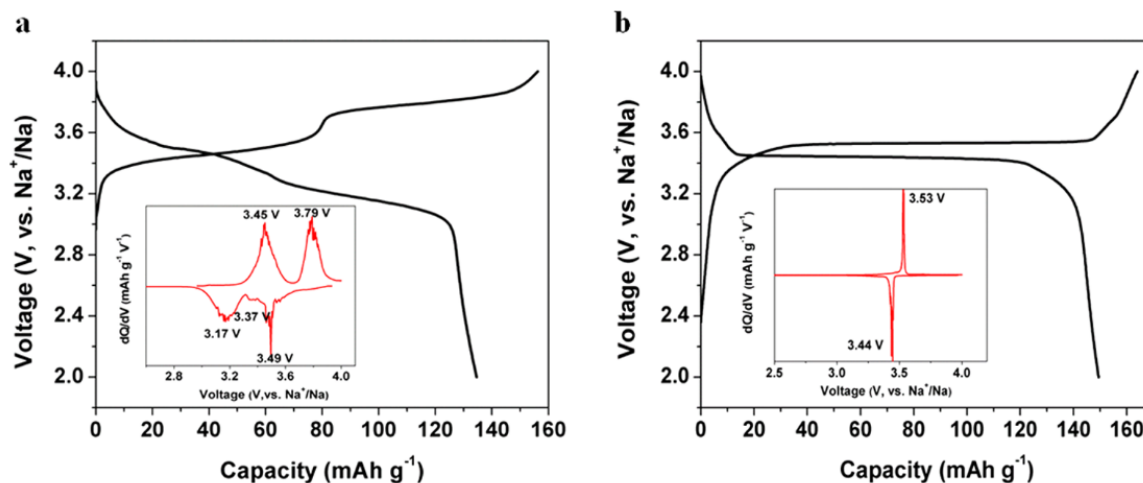 a
Voltage (V, vs. Na⁺/Na)
4.0
3.6
3.2
2.8
2.4
2.0
0 20 40 60 80 100 120 140 160
Capacity (mAh g⁻¹)
dQ/dV (mAh g⁻¹ V⁻¹)
3.45 V
3.79 V
3.17 V
3.37 V
3.49 V
2.8 3.2 3.6 4.0
Voltage (V,vs. Na⁺/Na)
b
Voltage (V, vs. Na⁺/Na)
4.0
3.6
3.2
2.8
2.4
2.0
0 20 40 60 80 100 120 140 160
Capacity (mAh g⁻¹)
dQ/dV (mAh g⁻¹ V⁻¹)
3.53 V
3.44 V
2.5 3.0 3.5 4.0
Voltage (V, vs. Na⁺/Na)